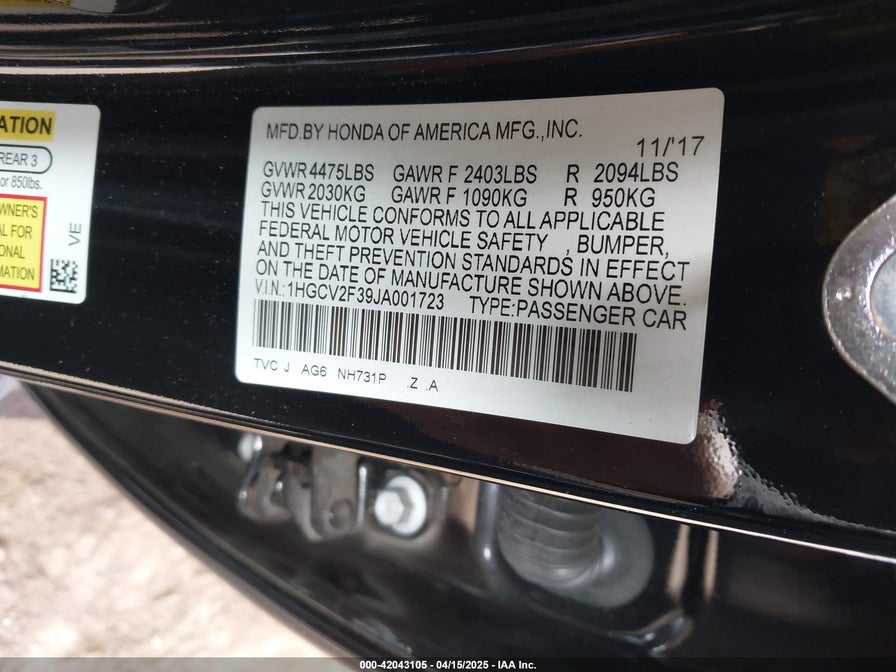 ATION
REAR 3
or 850lbs.
WNER'S
AL FOR
ONAL
MATION
VE
MFD.BY HONDA OF AMERICA MFG.,INC.
11/'17
GVWR 4475LBS GAWR F 2403LBS R 2094LBS
GVWR 2030KG GAWR F 1090KG R 950KG
THIS VEHICLE CONFORMS TO ALL APPLICABLE
FEDERAL MOTOR VEHICLE SAFETY , BUMPER,
AND THEFT PREVENTION STANDARDS IN EFFECT
ON THE DATE OF MANUFACTURE SHOWN ABOVE.
V.I.N.:1HGCV2F39JA001723 TYPE:PASSENGER CAR
TVC J AG6 NH731P .Z .A
000-42043105 - 04/15/2025 - IAA Inc.